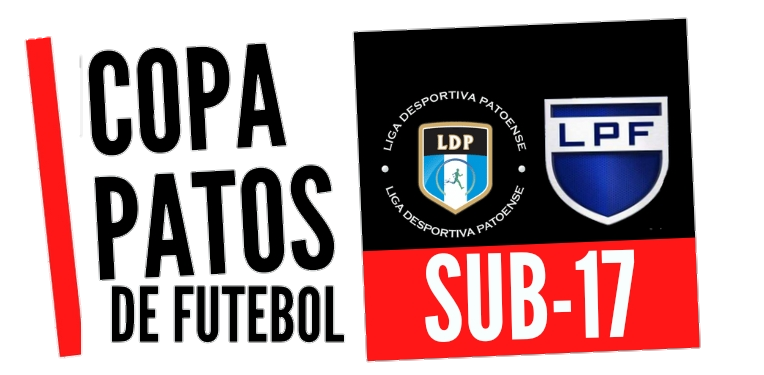 COPA
PATOS
DE FUTEBOL
LIGA DESPORTIVA PATOENSE
LDP
LIGA DESPORTIVA PATOENSE
LPF
SUB-17